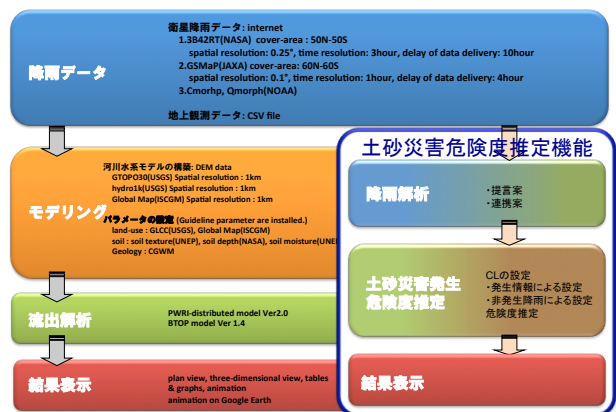 降雨データ
衛星降雨データ: internet
1.3B42RT(NASA) cover-area : 50N-50S
spatial resolution: 0.25°, time resolution: 3hour, delay of data delivery: 10hour
2.GSMaP(JAXA) cover-area: 60N-60S
spatial resolution: 0.1°, time resolution: 1hour, delay of data delivery: 4hour
3.Cmorhp, Qmorph(NOAA)
地上観測データ: CSV file
モデリング
河川水系モデルの構築: DEM data
GTOPO30(USGS) Spatial resolution : 1km
hydro1k(USGS) Spatial resolution : 1km
Global Map(ISCGM) Spatial resolution : 1km
パラメータの設定 (Guideline parameter are installed.)
land-use : GLCC(USGS), Global Map(ISCGM)
soil : soil texture(UNEP), soil depth(NASA), soil moisture(UNE
Geology : CGWM
流出解析
PWRI-distributed model Ver2.0
BTOP model Ver 1.4
結果表示
plan view, three-dimensional view, tables
& graphs, animation
animation on Google Earth
土砂災害危険度推定機能
降雨解析
・提言案
・連携案
土砂災害発生
危険度推定
CLの設定
・発生情報による設定
・非発生降雨による設定
危険度推定
結果表示